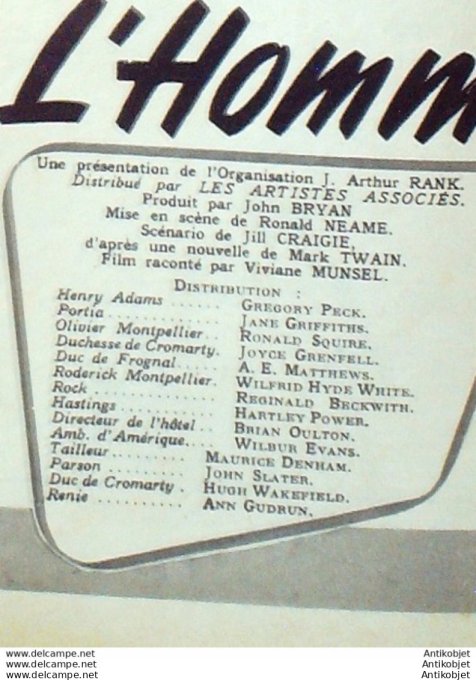 L'Homm
Une présentation de l'Organisation J. Arthur RANK.
Distribué par LES ARTISTES ASSOCIÉS.
Produit par John BRYAN
Mise en scène de Ronald NEAME.
Scénario de Jill CRAIGIE,
d'après une nouvelle de Mark TWAIN.
Film raconté par Viviane MUNSEL.
DISTRIBUTION :
Henry Adams ...... GREGORY PECK.
Portia ............ JANE GRIFFITHS.
Olivier Montpellier.. RONALD SQUIRE.
Duchesse de Cromarty. JOYCE GRENFELL.
Duc de Frognal..... A. E. MATTHEWS.
Roderick Montpellier. WILFRID HYDE WHITE.
Rock ............. REGINALD BECKWITH.
Hastings .......... HARTLEY POWER.
Directeur de l'hôtel.. BRIAN OULTON.
Amb. d'Amérique.... WILBUR EVANS.
Tailleur ........... MAURICE DENHAM.
Parson ........... JOHN SLATER.
Duc de Cromarty . HUGH WAKEFIELD.
Renie ............ ANN GUDRUN.
www.delcampe.net Antikobjet
www.delcampe.net Antikobjet
www.delcampe.net Antikobjet